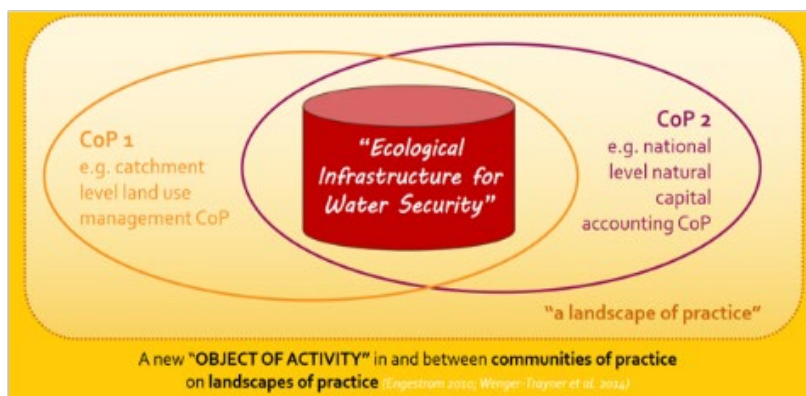 CoP 1
e.g. catchment
level land use
management CoP
“Ecological
Infrastructure for
Water Security”
CoP 2
e.g. national
level natural
capital
accounting CoP
“a landscape of practice”
A new “OBJECT OF ACTIVITY” in and between communities of practice
on landscapes of practice (Engestrom 2010; Wenger-Trayner et al. 2014)